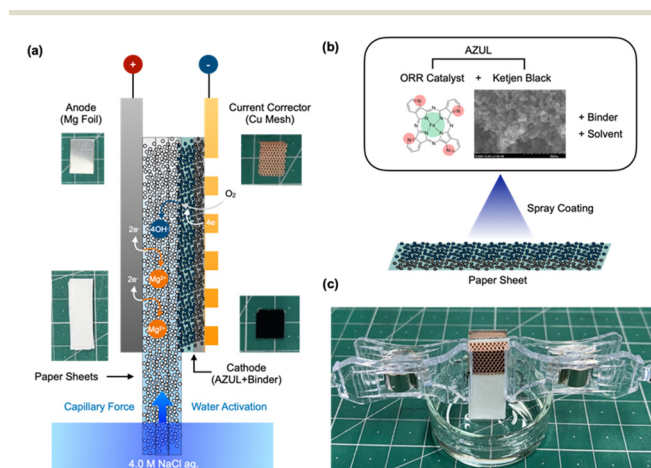 (a)
+
-
Anode
(Mg Foil)
Current Corrector
(Cu Mesh)
O₂
4OH⁻
4e⁻
2e⁻
Mg²⁺
2e⁻
Mg²⁺
Paper Sheets
Cathode
(AZUL+Binder)
Capillary Force
Water Activation
4.0 M NaCl aq.
(b)
AZUL
ORR Catalyst + Ketjen Black
+ Binder
+ Solvent
Spray Coating
Paper Sheet
(c)